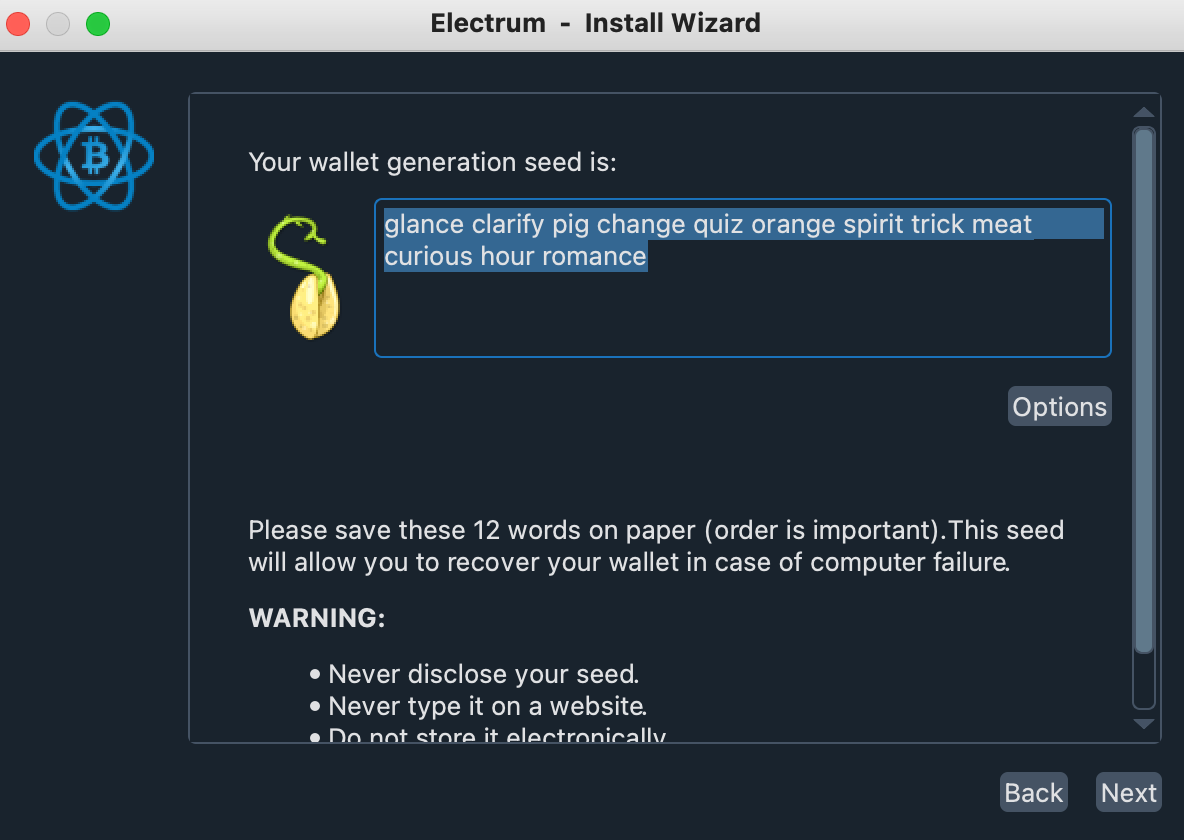 Electrum - Install Wizard
Your wallet generation seed is:
glance clarify pig change quiz orange spirit trick meat
curious hour romance
Options
Please save these 12 words on paper (order is important).This seed
will allow you to recover your wallet in case of computer failure.
WARNING:
• Never disclose your seed.
• Never type it on a website.
• Do not store it electronically
Back Next